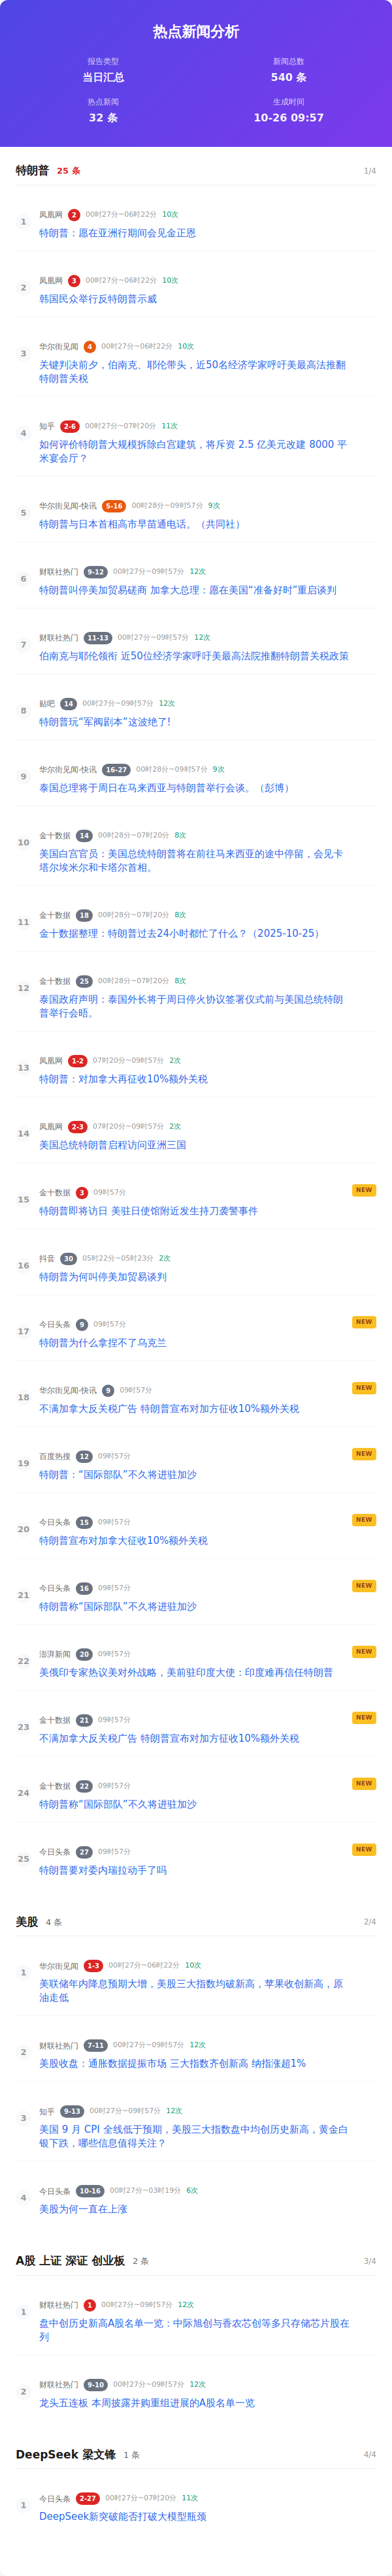 热点新闻分析
报告类型
新闻总数
当日汇总
540 条
热点新闻
生成时间
32 条
10-26 09:57
特朗普 25 条
1/4
1
凤凰网 2 00时27分~06时22分 10次
特朗普：愿在亚洲行期间会见金正恩
2
凤凰网 3 00时27分~06时22分 10次
韩国民众举行反特朗普示威
3
华尔街见闻 4 00时27分~06时22分 10次
关键判决前夕，伯南克、耶伦带头，近50名经济学家呼吁美最高法推翻
特朗普关税
4
知乎 2-6 00时27分~07时20分 11次
如何评价特朗普大规模拆除白宫建筑，将斥资 2.5 亿美元改建 8000 平
米宴会厅？
5
华尔街见闻-快讯 5-16 00时28分~09时57分 9次
特朗普与日本首相高市早苗通电话。（共同社）
6
财联社热门 9-12 00时27分~09时57分 12次
特朗普叫停美加贸易磋商 加拿大总理：愿在美国“准备好时”重启谈判
7
财联社热门 11-13 00时27分~09时57分 12次
伯南克与耶伦领衔 近50位经济学家呼吁美最高法院推翻特朗普关税政策
8
贴吧 14 00时27分~09时57分 12次
特朗普玩“军阀剧本”这波绝了!
9
华尔街见闻-快讯 16-27 00时28分~09时57分 9次
泰国总理将于周日在马来西亚与特朗普举行会谈。（彭博）
10
金十数据 14 00时28分~07时20分 8次
美国白宫官员：美国总统特朗普将在前往马来西亚的途中停留，会见卡
塔尔埃米尔和卡塔尔首相。
11
金十数据 18 00时28分~07时20分 8次
金十数据整理：特朗普过去24小时都忙了什么？（2025-10-25）
12
金十数据 25 00时28分~07时20分 8次
泰国政府声明：泰国外长将于周日停火协议签署仪式前与美国总统特朗
普举行会晤。
13
凤凰网 1-2 07时20分~09时57分 2次
特朗普：对加拿大再征收10%额外关税
14
凤凰网 2-3 07时20分~09时57分 2次
美国总统特朗普启程访问亚洲三国
15
金十数据 3 09时57分
NEW
特朗普即将访日 美驻日使馆附近发生持刀袭警事件
16
抖音 30 05时22分~05时23分 2次
特朗普为何叫停美加贸易谈判
17
今日头条 9 09时57分
NEW
特朗普为什么拿捏不了乌克兰
18
华尔街见闻-快讯 9 09时57分
NEW
不满加拿大反关税广告 特朗普宣布对加方征收10%额外关税
19
百度热搜 12 09时57分
NEW
特朗普：“国际部队”不久将进驻加沙
20
今日头条 15 09时57分
NEW
特朗普宣布对加拿大征收10%额外关税
21
今日头条 16 09时57分
NEW
特朗普称“国际部队”不久将进驻加沙
22
澎湃新闻 20 09时57分
NEW
美俄印专家热议美对外战略，美前驻印度大使：印度难再信任特朗普
23
金十数据 21 09时57分
NEW
不满加拿大反关税广告 特朗普宣布对加方征收10%额外关税
24
金十数据 22 09时57分
NEW
特朗普称“国际部队”不久将进驻加沙
25
今日头条 27 09时57分
NEW
特朗普要对委内瑞拉动手了吗
美股 4 条
2/4
1
华尔街见闻 1-3 00时27分~06时22分 10次
美联储年内降息预期大增，美股三大指数均破新高，苹果收创新高，原
油走低
2
财联社热门 7-11 00时27分~09时57分 12次
美股收盘：通胀数据提振市场 三大指数齐创新高 纳指涨超1%
3
知乎 9-13 00时27分~09时57分 12次
美国 9 月 CPI 全线低于预期，美股三大指数盘中均创历史新高，黄金白
银下跌，哪些信息值得关注？
4
今日头条 10-16 00时27分~03时19分 6次
美股为何一直在上涨
A股 上证 深证 创业板 2 条
3/4
1
财联社热门 1 00时27分~09时57分 12次
盘中创历史新高A股名单一览：中际旭创与香农芯创等多只存储芯片股在
列
2
财联社热门 9-10 00时27分~09时57分 12次
龙头五连板 本周披露并购重组进展的A股名单一览
DeepSeek 梁文锋 1 条
4/4
1
今日头条 2-27 00时27分~07时20分 11次
DeepSeek新突破能否打破大模型瓶颈